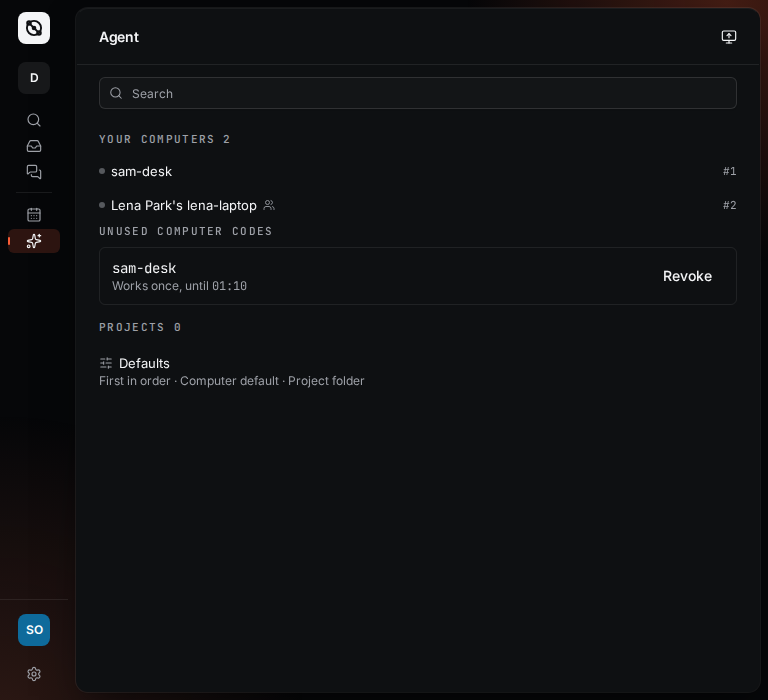 Agent
D
Search
YOUR COMPUTERS 2
sam-desk #1
Lena Park's lena-laptop #2
UNUSED COMPUTER CODES
sam-desk
Works once, until 01:10
Revoke
PROJECTS 0
Defaults
First in order · Computer default · Project folder
SO